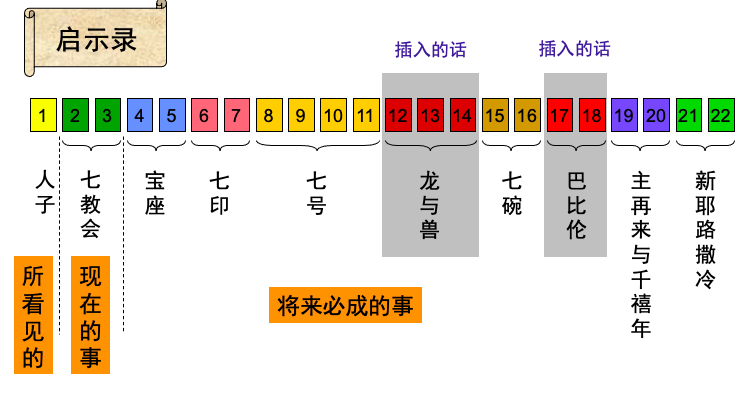 启示录
插入的话 插入的话
1 2 3 4 5 6 7 8 9 10 11 12 13 14 15 16 17 18 19 20 21 22
人子
七教会
宝座
七印
七号
龙与兽
七碗
巴比伦
主再来与千禧年
新耶路撒冷
所看见的
现在的事
将来必成的事